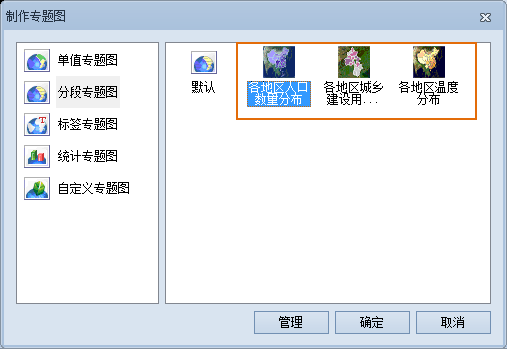 制作专题图
单值专题图
分段专题图
标签专题图
统计专题图
自定义专题图
默认
各地区人口
数量分布
各地区城乡
建设用...
各地区温度
分布
管理
确定
取消